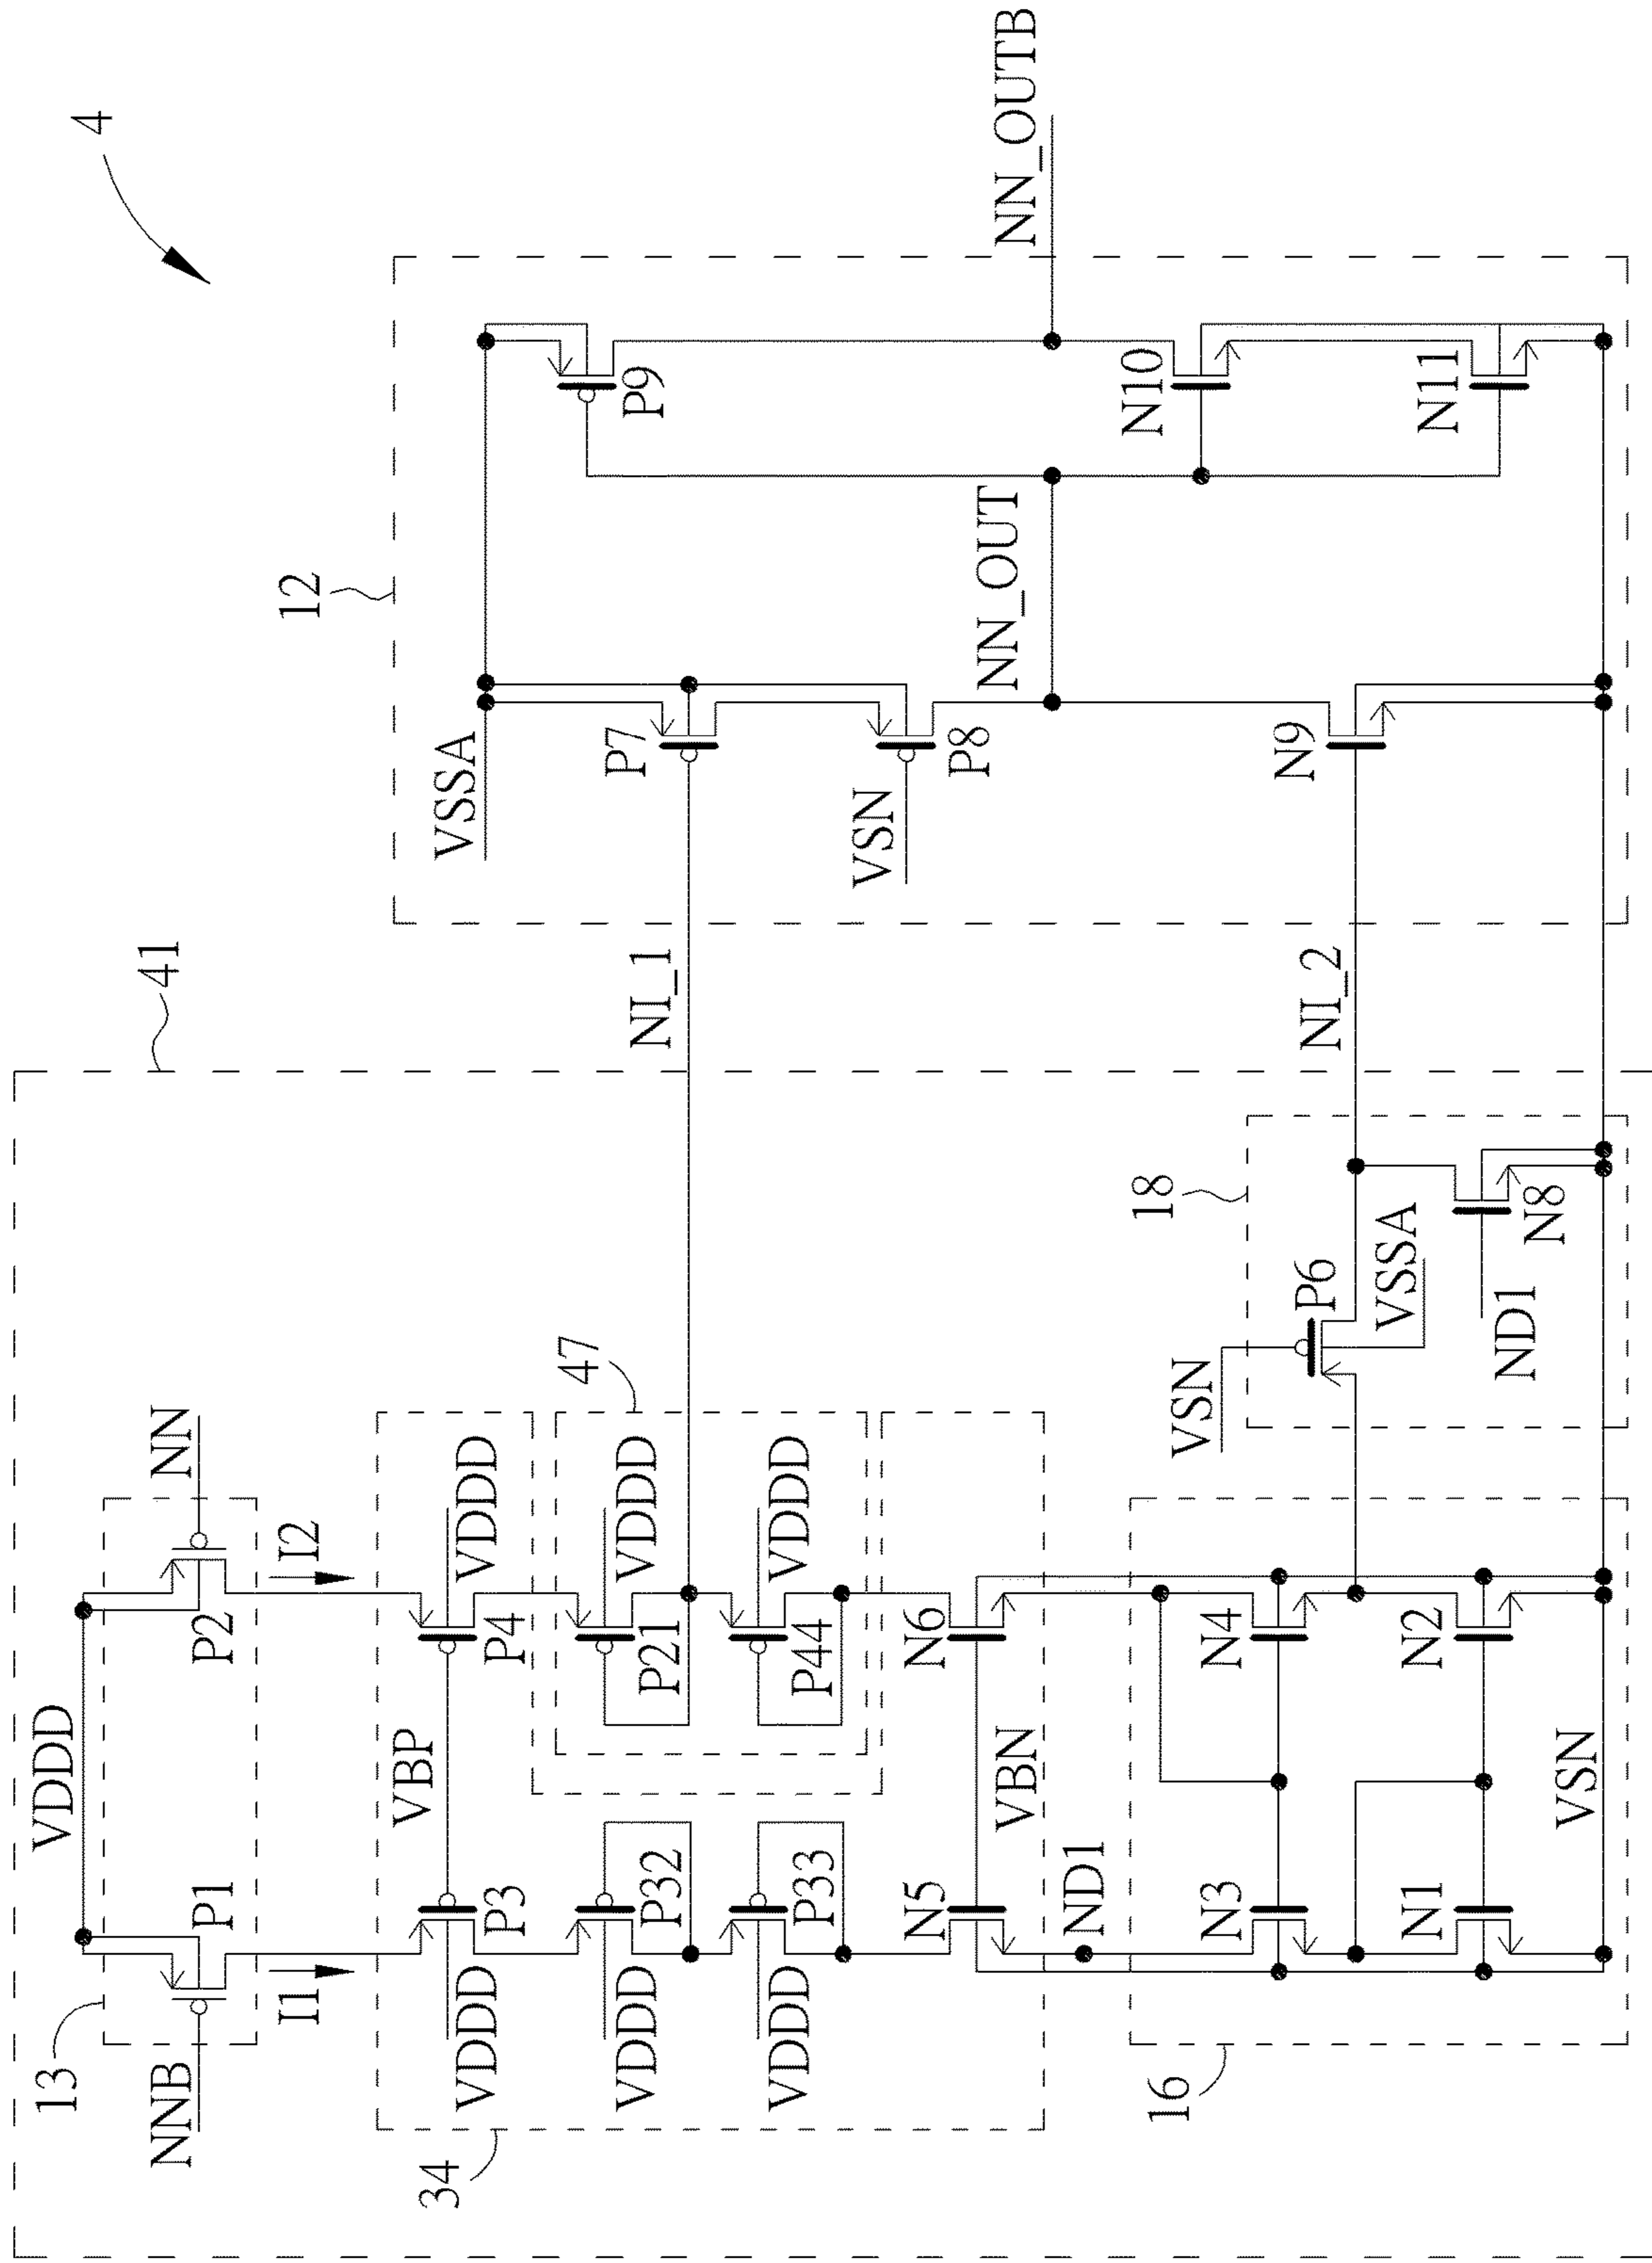 4
VDDD
13
41
NNB
NN
P1
P2
I1
I2
12
34
VBP
VSSA
VDDD
VDDD
P3
P4
47
VDDD
VDDD
P32
P21
NI_1
P7
P9
VDDD
VDDD
P33
P44
VSN
P8
N5
N6
NN_OUT
NN_OUTB
VBN
ND1
N10
18
16
VSN
N3
N4
P6
N9
NI_2
VSSA
N1
N2
N11
ND1
N8
VSN